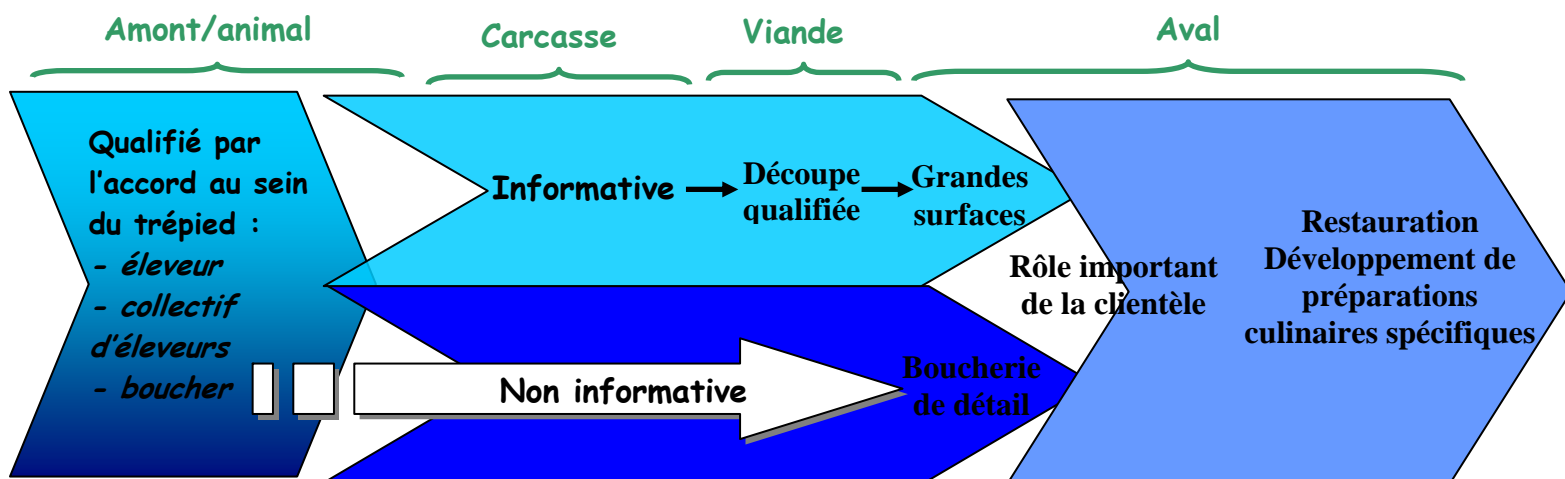 Amont/animal
Carcasse
Viande
Aval
Qualifié par
l'accord au sein
du trépied :
- éleveur
- collectif
d'éleveurs
- boucher
Informative
Découpe
qualifiée
Grandes
surfaces
Non informative
Boucherie
de détail
Rôle important
de la clientèle
Restauration
Développement de
préparations
culinaires spécifiques